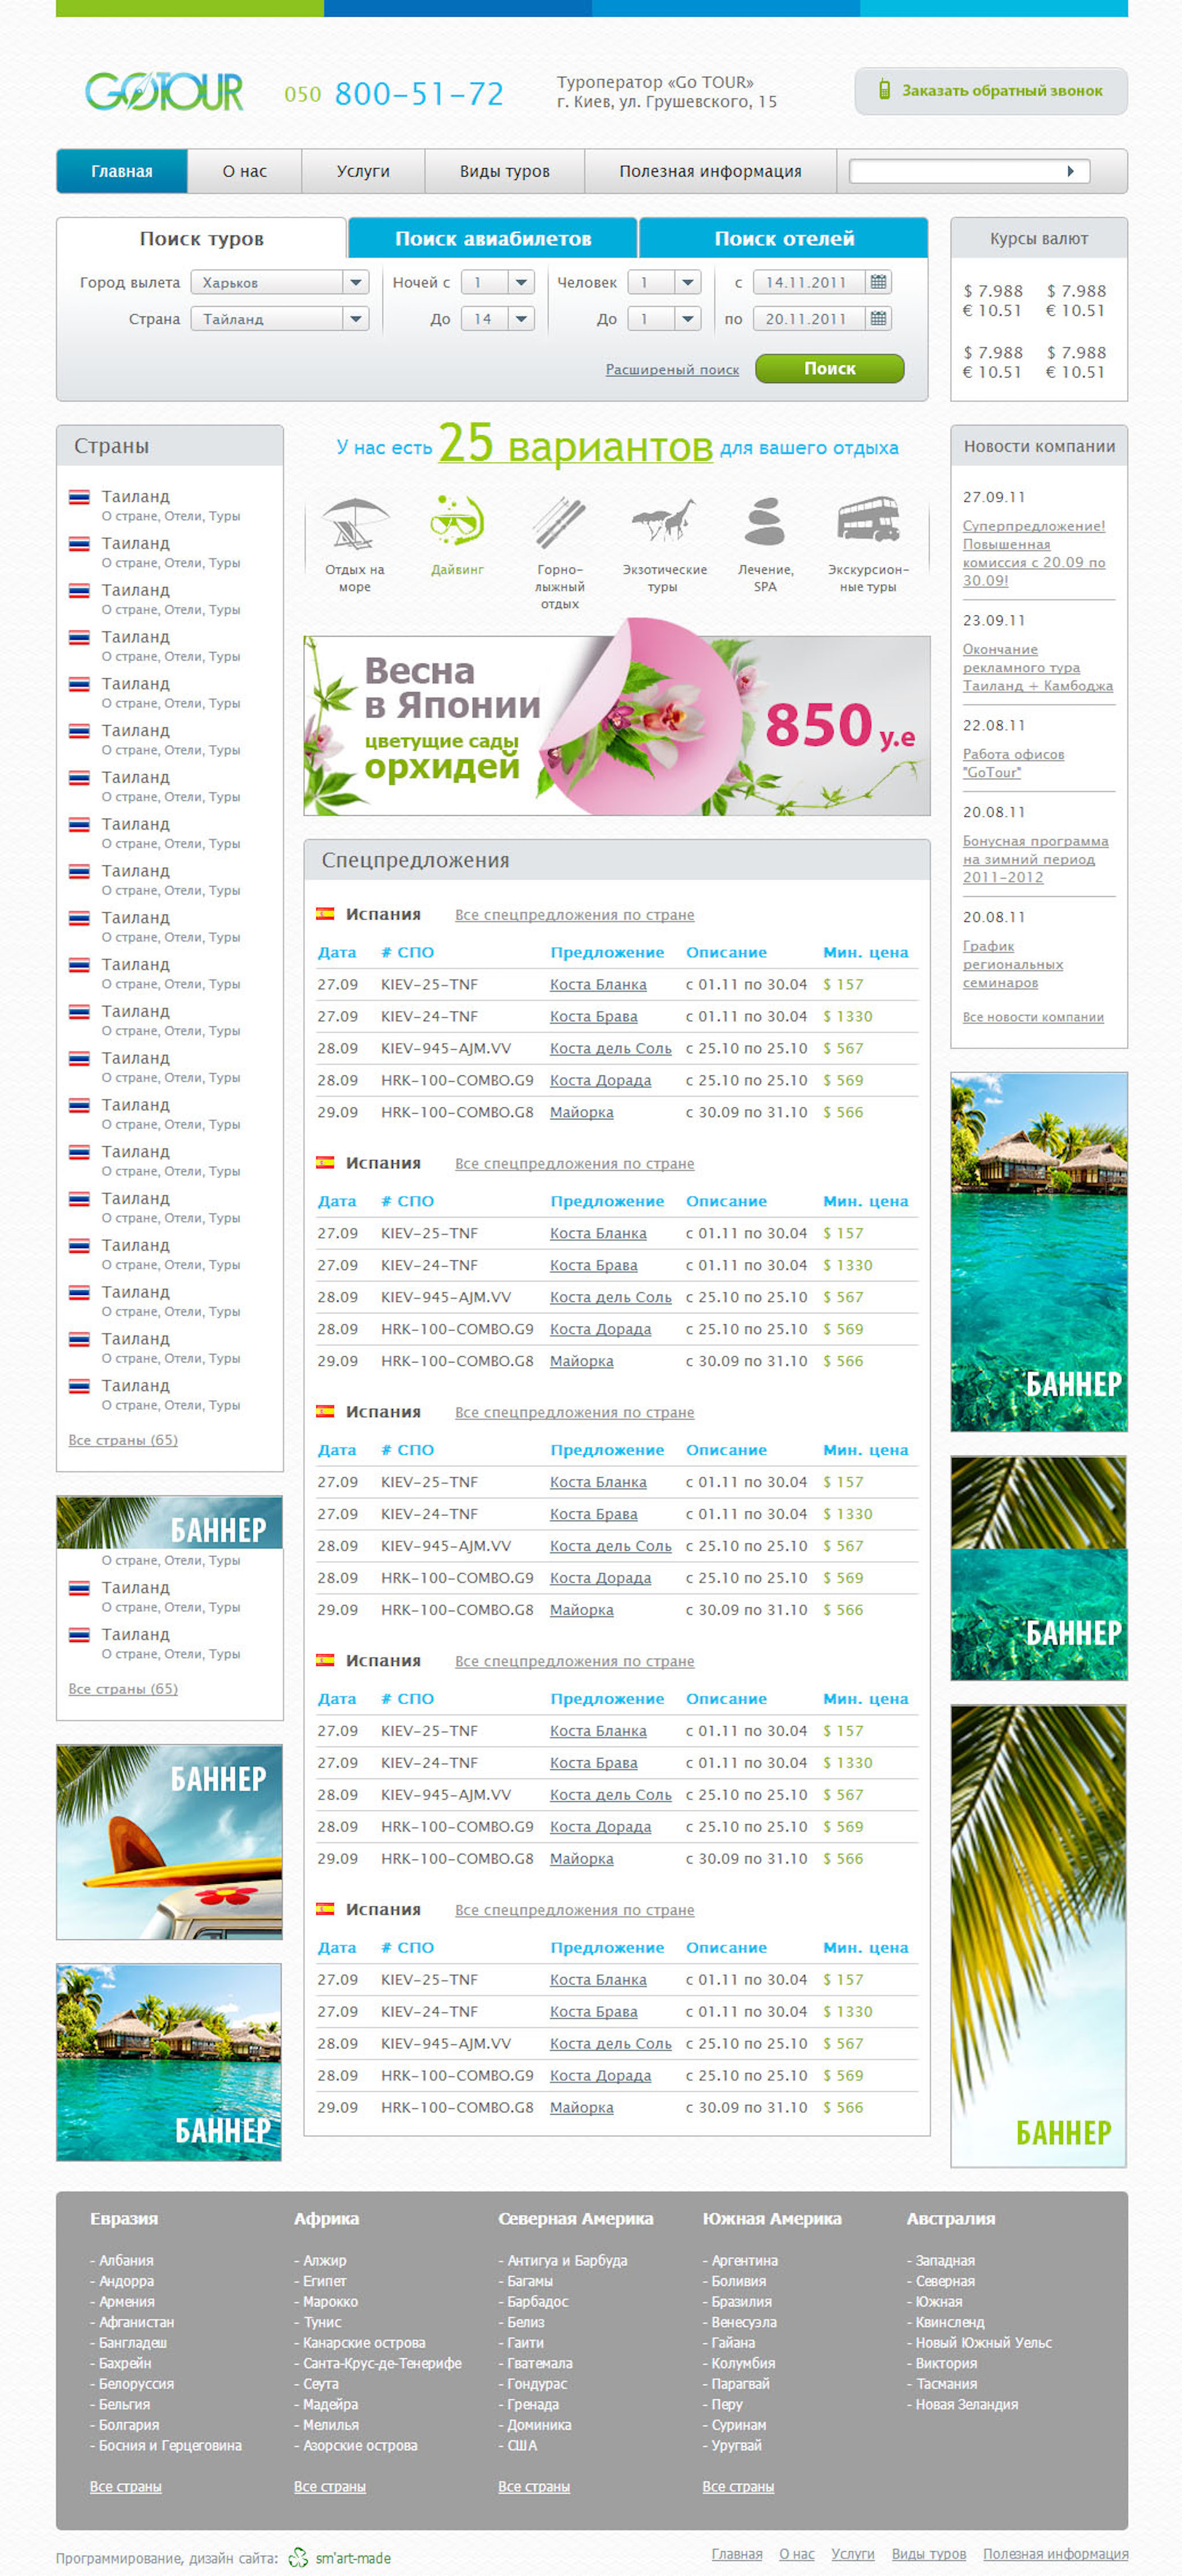 GOTOUR
050 800-51-72
Туроператор «Go TOUR»
г. Киев, ул. Грушевского, 15
Заказать обратный звонок
Главная
О нас
Услуги
Виды туров
Полезная информация
Поиск туров
Поиск авиабилетов
Поиск отелей
Город вылета Харьков Ночей с 1 Человек 1 с 14.11.2011
Страна Тайланд До 14 До 1 по 20.11.2011
Расширеный поиск
Поиск
Курсы валют
$ 7.988 $ 7.988
€ 10.51 € 10.51
$ 7.988 $ 7.988
€ 10.51 € 10.51
Страны
Таиланд
О стране, Отели, Туры
Таиланд
О стране, Отели, Туры
Таиланд
О стране, Отели, Туры
Таиланд
О стране, Отели, Туры
Таиланд
О стране, Отели, Туры
Таиланд
О стране, Отели, Туры
Таиланд
О стране, Отели, Туры
Таиланд
О стране, Отели, Туры
Таиланд
О стране, Отели, Туры
Таиланд
О стране, Отели, Туры
Таиланд
О стране, Отели, Туры
Таиланд
О стране, Отели, Туры
Таиланд
О стране, Отели, Туры
Таиланд
О стране, Отели, Туры
Таиланд
О стране, Отели, Туры
Таиланд
О стране, Отели, Туры
Таиланд
О стране, Отели, Туры
Таиланд
О стране, Отели, Туры
Таиланд
О стране, Отели, Туры
Таиланд
О стране, Отели, Туры
Все страны (65)
БАННЕР
О стране, Отели, Туры
Таиланд
О стране, Отели, Туры
Таиланд
О стране, Отели, Туры
Все страны (65)
БАННЕР
БАННЕР
У нас есть 25 вариантов для вашего отдыха
Отдых на
море
Дайвинг
Горно-
лыжный
отдых
Экзотические
туры
Лечение,
SPA
Экскурсион-
ные туры
Весна
в Японии
цветущие сады
орхидей
850 у.е
Спецпредложения
Испания Все спецпредложения по стране
Дата # СПО Предложение Описание Мин. цена
27.09 KIEV-25-TNF Коста Бланка с 01.11 по 30.04 $ 157
27.09 KIEV-24-TNF Коста Брава с 01.11 по 30.04 $ 1330
28.09 KIEV-945-AJM.VV Коста дель Соль с 25.10 по 25.10 $ 567
28.09 HRK-100-COMBO.G9 Коста Дорада с 25.10 по 25.10 $ 569
29.09 HRK-100-COMBO.G8 Майорка с 30.09 по 31.10 $ 566
Испания Все спецпредложения по стране
Дата # СПО Предложение Описание Мин. цена
27.09 KIEV-25-TNF Коста Бланка с 01.11 по 30.04 $ 157
27.09 KIEV-24-TNF Коста Брава с 01.11 по 30.04 $ 1330
28.09 KIEV-945-AJM.VV Коста дель Соль с 25.10 по 25.10 $ 567
28.09 HRK-100-COMBO.G9 Коста Дорада с 25.10 по 25.10 $ 569
29.09 HRK-100-COMBO.G8 Майорка с 30.09 по 31.10 $ 566
Испания Все спецпредложения по стране
Дата # СПО Предложение Описание Мин. цена
27.09 KIEV-25-TNF Коста Бланка с 01.11 по 30.04 $ 157
27.09 KIEV-24-TNF Коста Брава с 01.11 по 30.04 $ 1330
28.09 KIEV-945-AJM.VV Коста дель Соль с 25.10 по 25.10 $ 567
28.09 HRK-100-COMBO.G9 Коста Дорада с 25.10 по 25.10 $ 569
29.09 HRK-100-COMBO.G8 Майорка с 30.09 по 31.10 $ 566
Испания Все спецпредложения по стране
Дата # СПО Предложение Описание Мин. цена
27.09 KIEV-25-TNF Коста Бланка с 01.11 по 30.04 $ 157
27.09 KIEV-24-TNF Коста Брава с 01.11 по 30.04 $ 1330
28.09 KIEV-945-AJM.VV Коста дель Соль с 25.10 по 25.10 $ 567
28.09 HRK-100-COMBO.G9 Коста Дорада с 25.10 по 25.10 $ 569
29.09 HRK-100-COMBO.G8 Майорка с 30.09 по 31.10 $ 566
Испания Все спецпредложения по стране
Дата # СПО Предложение Описание Мин. цена
27.09 KIEV-25-TNF Коста Бланка с 01.11 по 30.04 $ 157
27.09 KIEV-24-TNF Коста Брава с 01.11 по 30.04 $ 1330
28.09 KIEV-945-AJM.VV Коста дель Соль с 25.10 по 25.10 $ 567
28.09 HRK-100-COMBO.G9 Коста Дорада с 25.10 по 25.10 $ 569
29.09 HRK-100-COMBO.G8 Майорка с 30.09 по 31.10 $ 566
Новости компании
27.09.11
Суперпредложение!
Повышенная
комиссия с 20.09 по
30.09!
23.09.11
Окончание
рекламного тура
Таиланд + Камбоджа
22.08.11
Работа офисов
"GoTour"
20.08.11
Бонусная программа
на зимний период
2011-2012
20.08.11
График
региональных
семинаров
Все новости компании
БАННЕР
БАННЕР
БАННЕР
Евразия
- Албания
- Андорра
- Армения
- Афганистан
- Бангладеш
- Бахрейн
- Белоруссия
- Бельгия
- Болгария
- Босния и Герцеговина
Все страны
Африка
- Алжир
- Египет
- Марокко
- Тунис
- Канарские острова
- Санта-Крус-де-Тенерифе
- Сеута
- Мадейра
- Мелилья
- Азорские острова
Все страны
Северная Америка
- Антигуа и Барбуда
- Багамы
- Барбадос
- Белиз
- Гаити
- Гватемала
- Гондурас
- Гренада
- Доминика
- США
Все страны
Южная Америка
- Аргентина
- Боливия
- Бразилия
- Венесуэла
- Гайана
- Колумбия
- Парагвай
- Перу
- Суринам
- Уругвай
Все страны
Австралия
- Западная
- Северная
- Южная
- Квинсленд
- Новый Южный Уельс
- Виктория
- Тасмания
- Новая Зеландия
Программирование, дизайн сайта: sm'art-made
Главная О нас Услуги Виды туров Полезная информация